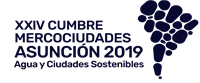 XXIV CUMBRE
MERCOCIUDADES
ASUNCIÓN 2019
Agua y Ciudades Sostenibles